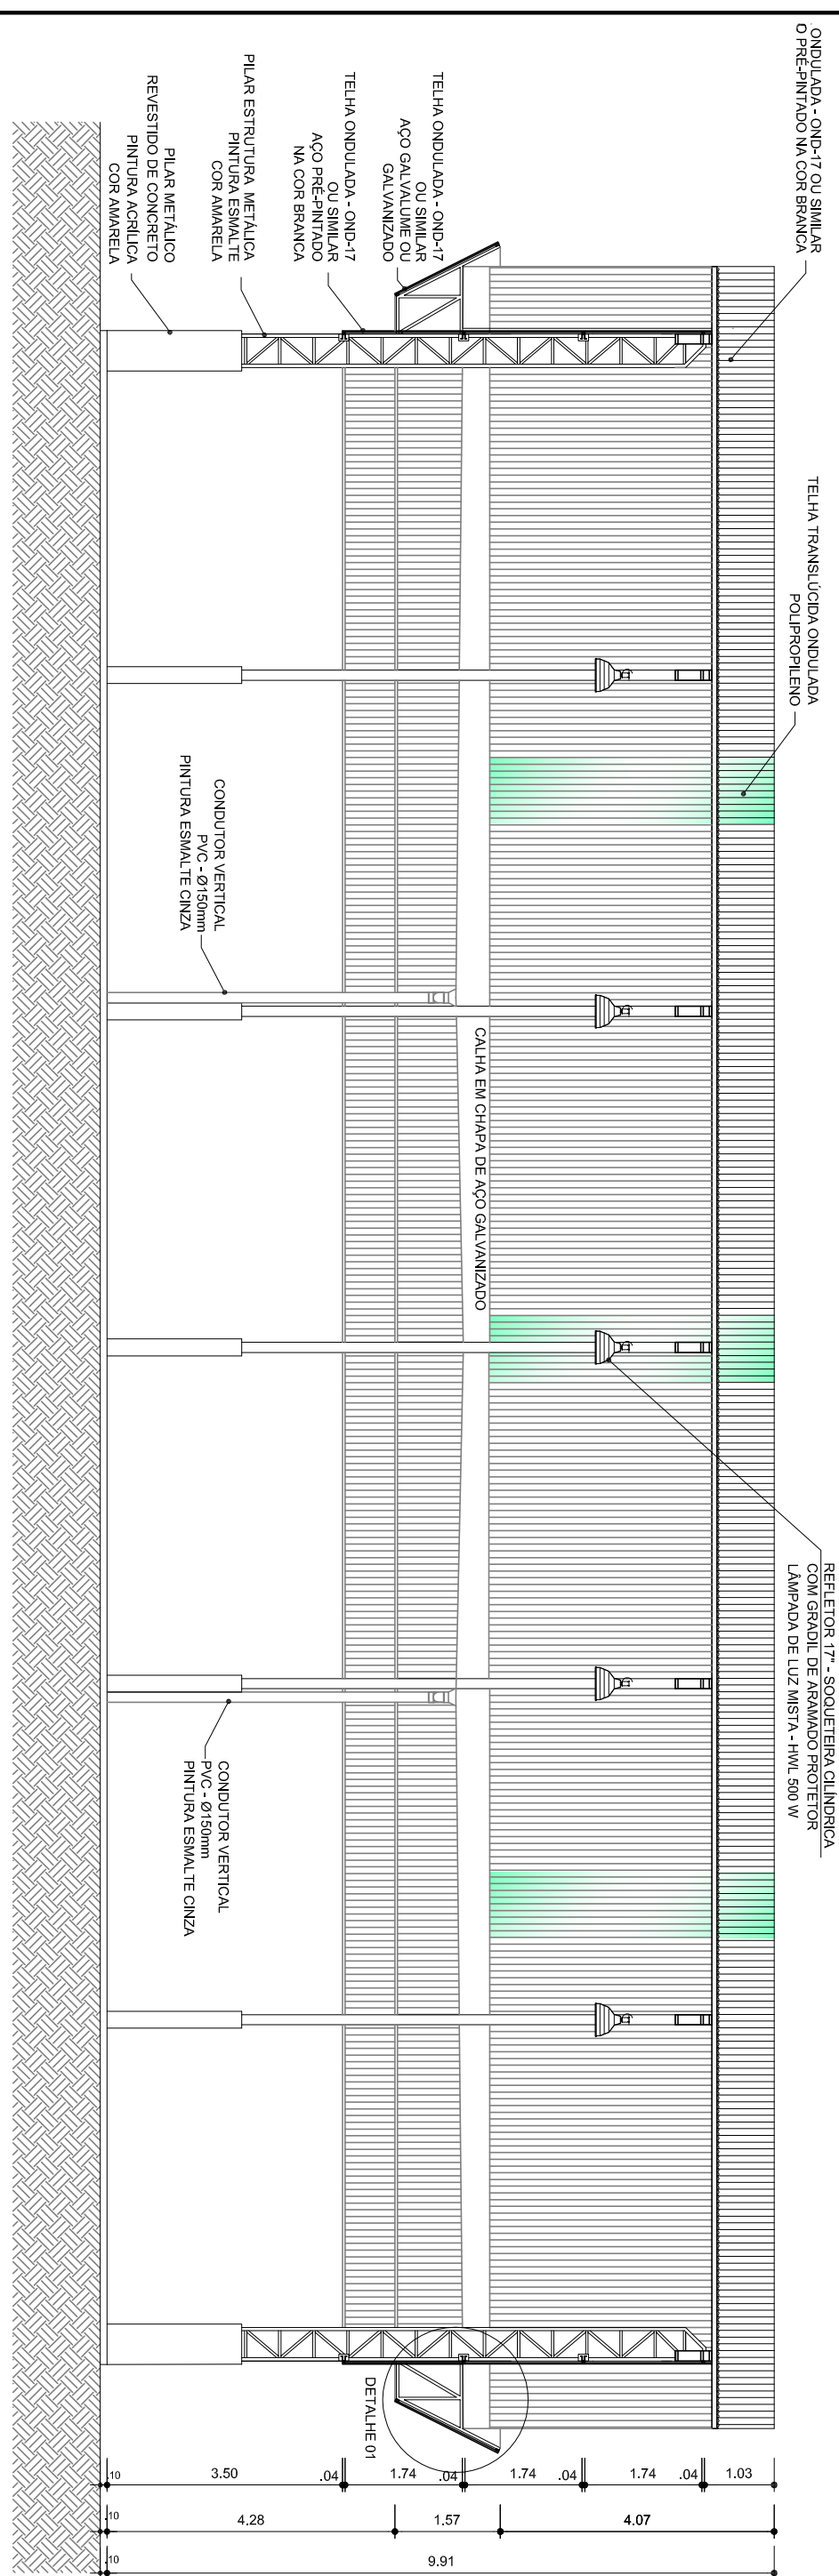 ONDULADA - OND-17 OU SIMILAR
O PRÉ-PINTADO NA COR BRANCA
TELHA TRANSLÚCIDA ONDULADA
POLIPROPILENO
REFLETOR 17" - SOQUETEIRA CILÍNDRICA
COM GRADIL DE ARAMADO PROTETOR
LÂMPADA DE LUZ MISTA - HWL 500 W
TELHA ONDULADA - OND-17
OU SIMILAR
AÇO GALVALUME OU
GALVANIZADO
TELHA ONDULADA - OND-17
OU SIMILAR
AÇO PRÉ-PINTADO
NA COR BRANCA
PILAR ESTRUTURA METÁLICA
PINTURA ESMALTE
COR AMARELA
PILAR METÁLICO
REVESTIDO DE CONCRETO
PINTURA ACRÍLICA
COR AMARELA
CALHA EM CHAPA DE AÇO GALVANIZADO
CONDUTOR VERTICAL
PVC - Ø150mm
PINTURA ESMALTE CINZA
CONDUTOR VERTICAL
PVC - Ø150mm
PINTURA ESMALTE CINZA
DETALHE 01
.10
3.50
.04
1.74
.04
1.74
.04
1.74
.04
1.03
.10
4.28
1.57
4.07
.10
9.91